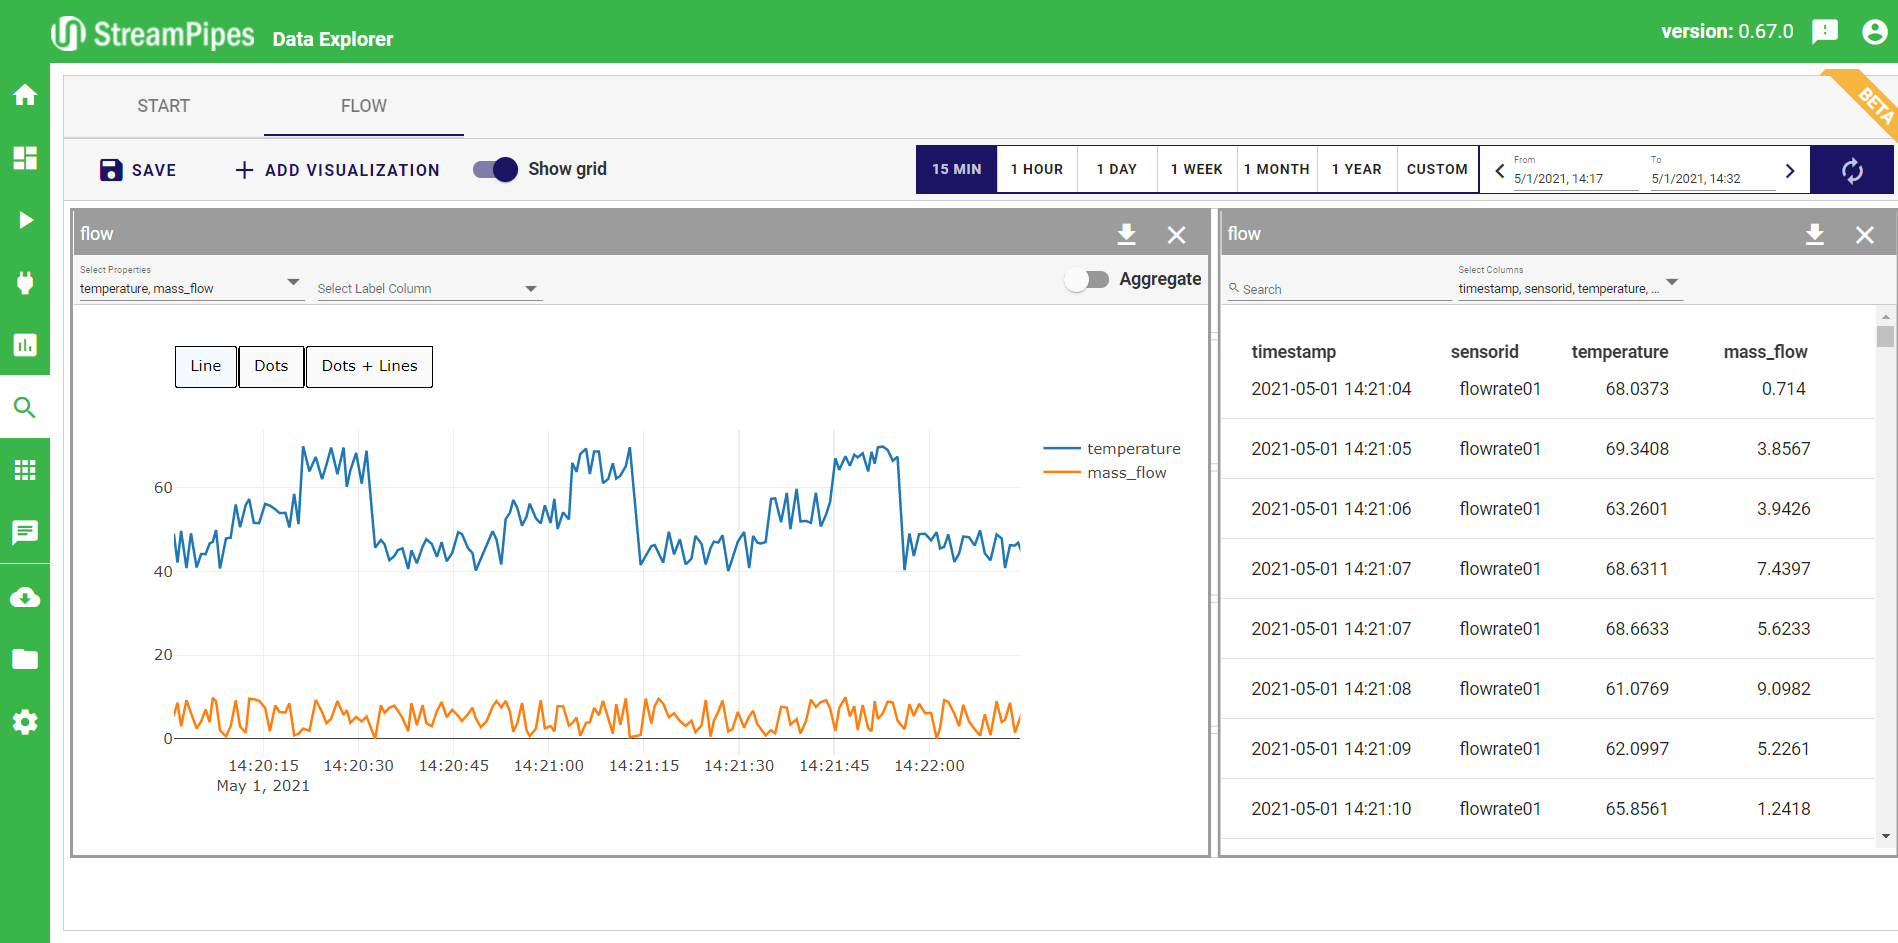 StreamPipes Data Explorer
version: 0.67.0
BETA
START FLOW
SAVE ADD VISUALIZATION Show grid
15 MIN 1 HOUR 1 DAY 1 WEEK 1 MONTH 1 YEAR CUSTOM
From
5/1/2021, 14:17
To
5/1/2021, 14:32
flow
Select Properties
temperature, mass_flow
Select Label Column
Aggregate
Line Dots Dots + Lines
temperature
mass_flow
60
40
20
0
14:20:15 14:20:30 14:20:45 14:21:00 14:21:15 14:21:30 14:21:45 14:22:00
May 1, 2021
flow
Search
Select Columns
timestamp, sensorid, temperature, ...
timestamp sensorid temperature mass_flow
2021-05-01 14:21:04 flowrate01 68.0373 0.714
2021-05-01 14:21:05 flowrate01 69.3408 3.8567
2021-05-01 14:21:06 flowrate01 63.2601 3.9426
2021-05-01 14:21:07 flowrate01 68.6311 7.4397
2021-05-01 14:21:07 flowrate01 68.6633 5.6233
2021-05-01 14:21:08 flowrate01 61.0769 9.0982
2021-05-01 14:21:09 flowrate01 62.0997 5.2261
2021-05-01 14:21:10 flowrate01 65.8561 1.2418